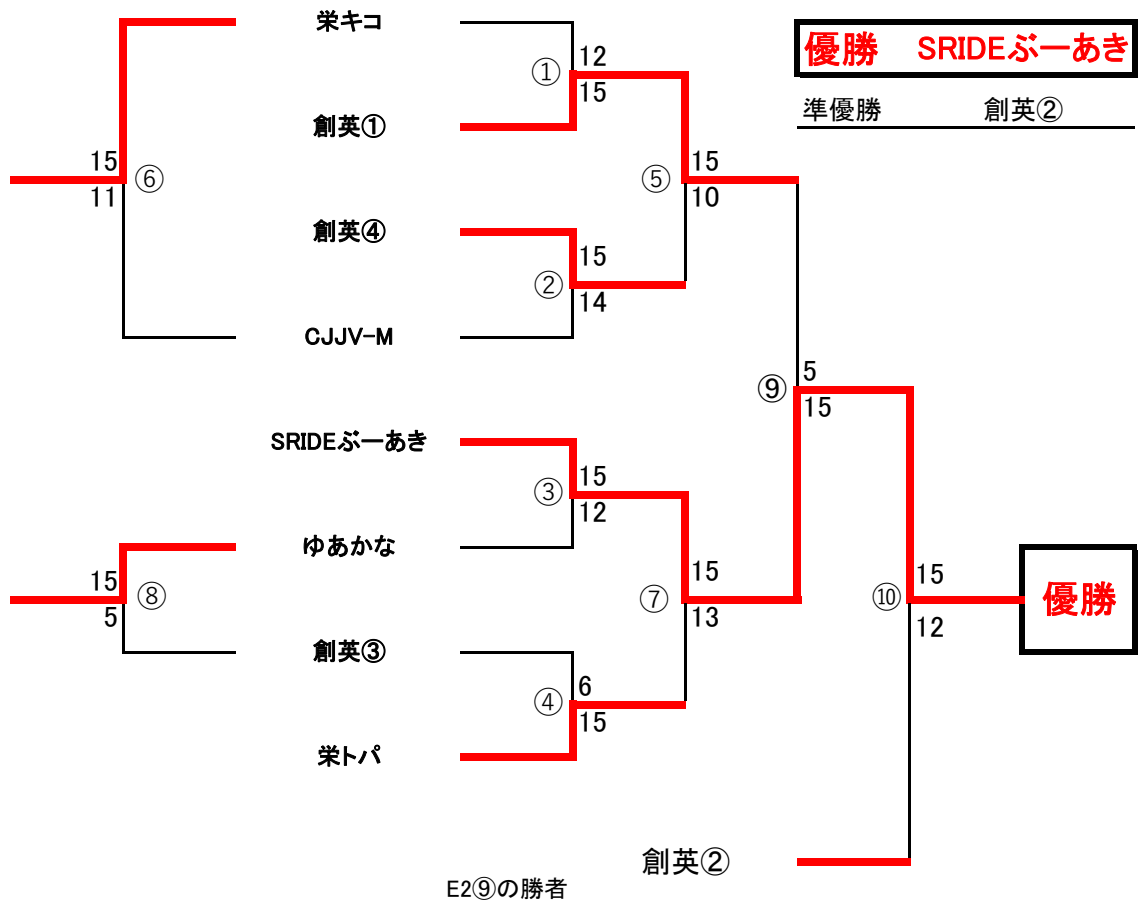 栄キコ
優勝 SRIDEぶーあき
12
①
15
準優勝 創英②
創英①
15
⑥
11
15
⑤
10
創英④
15
②
14
CJJV-M
5
⑨
15
SRIDEぶーあき
15
③
12
ゆあかな
15
⑧
5
15
⑦
13
15
⑩
12
優勝
創英③
6
④
15
栄トパ
創英②
E2⑨の勝者